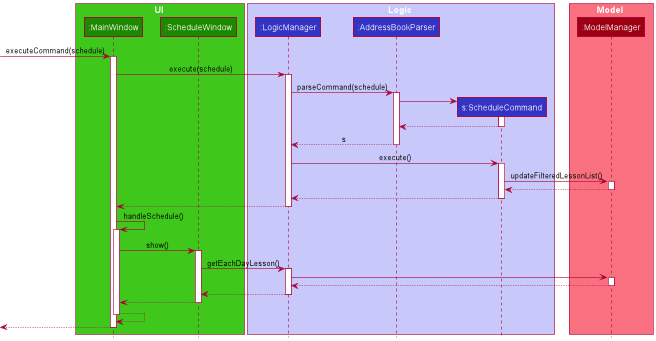 UI
Logic
Model
:MainWindow
:ScheduleWindow
:LogicManager
:AddressBookParser
:ModelManager
executeCommand(schedule)
execute(schedule)
parseCommand(schedule)
s:ScheduleCommand
s
execute()
updateFilteredLessonList()
handleSchedule()
show()
getEachDayLesson()